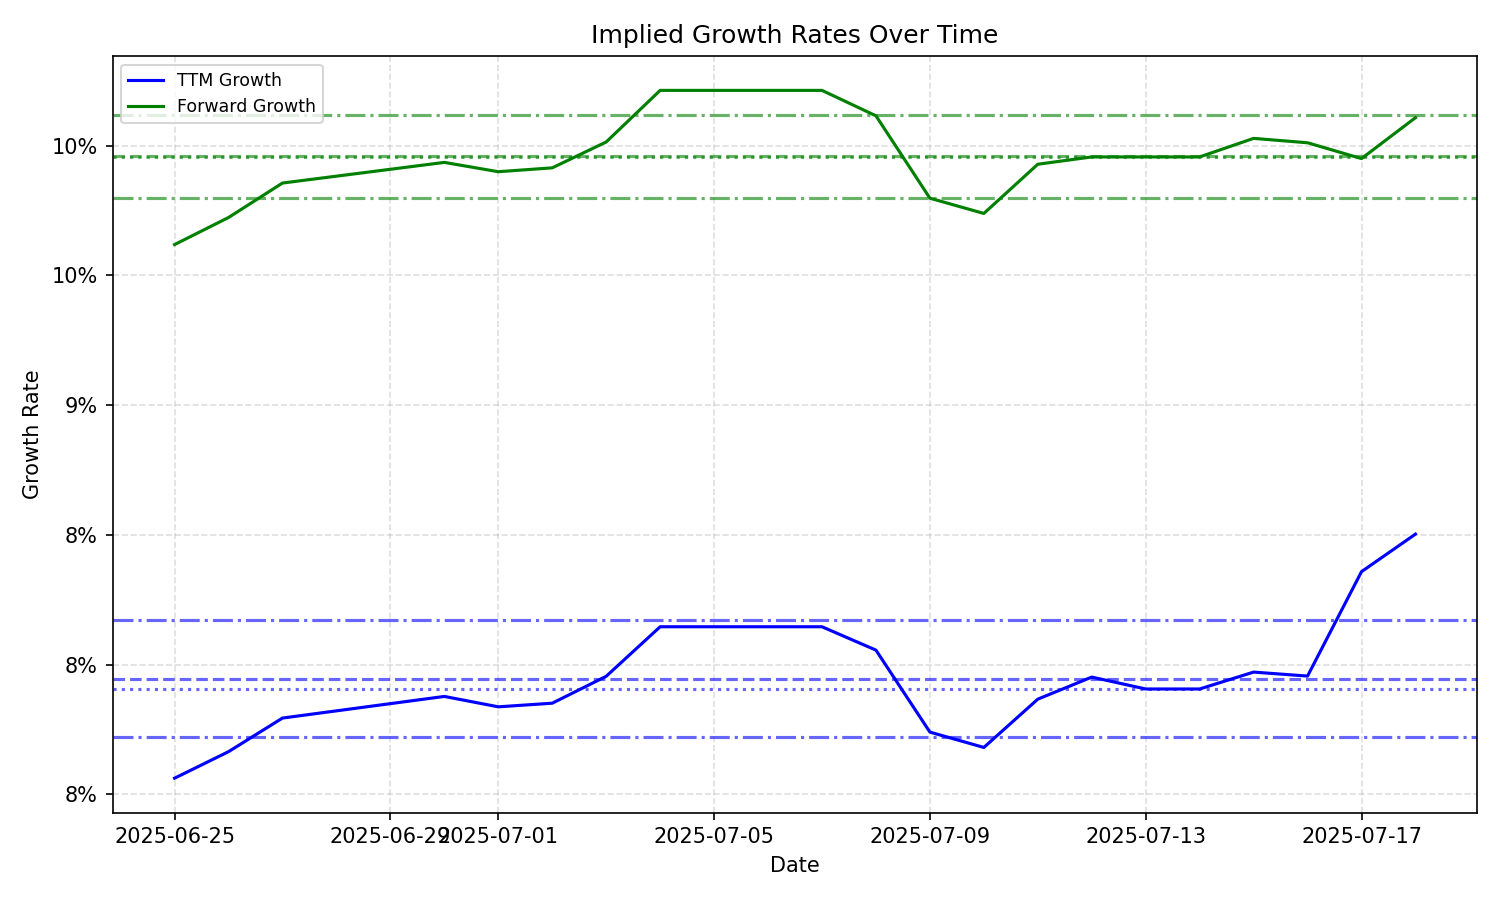 Implied Growth Rates Over Time
TTM Growth
Forward Growth
10%
10%
9%
8%
8%
8%
Growth Rate
2025-06-25
2025-06-29
2025-07-01
2025-07-05
2025-07-09
2025-07-13
2025-07-17
Date